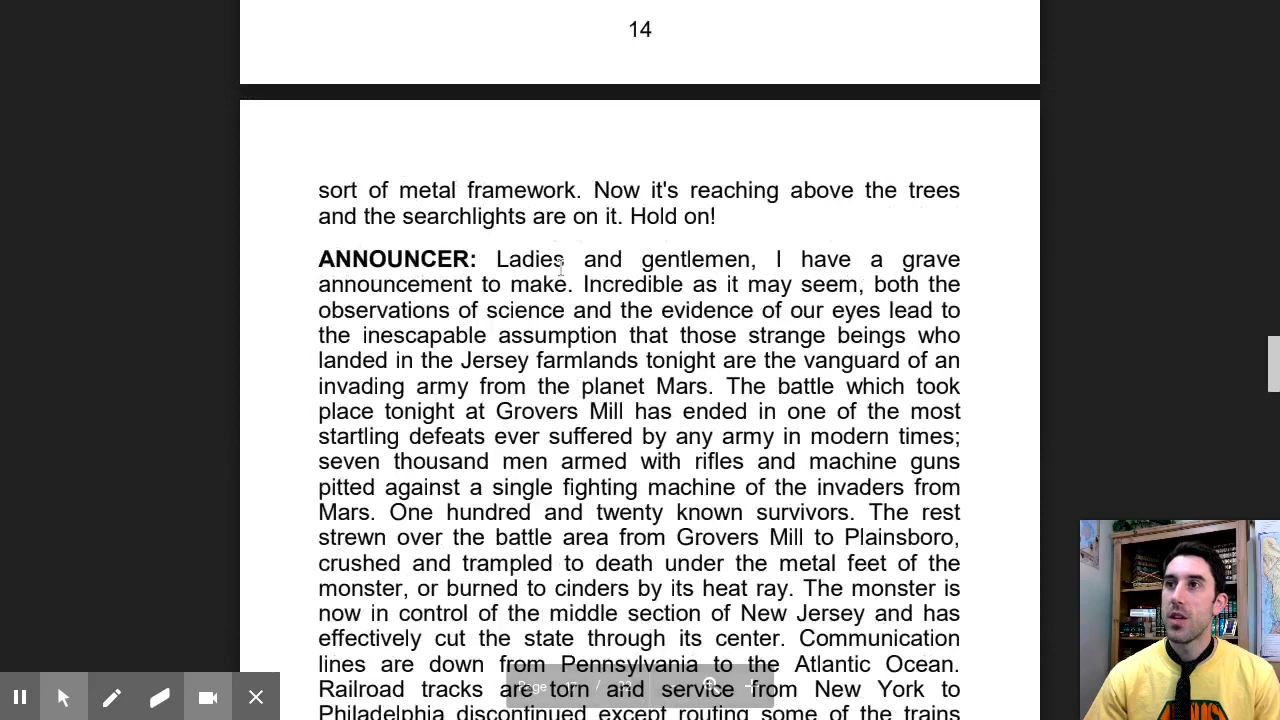 14
sort of metal framework. Now it's reaching above the trees
and the searchlights are on it. Hold on!
ANNOUNCER: Ladies and gentlemen, I have a grave
announcement to make. Incredible as it may seem, both the
observations of science and the evidence of our eyes lead to
the inescapable assumption that those strange beings who
landed in the Jersey farmlands tonight are the vanguard of an
invading army from the planet Mars. The battle which took
place tonight at Grovers Mill has ended in one of the most
startling defeats ever suffered by any army in modern times;
seven thousand men armed with rifles and machine guns
pitted against a single fighting machine of the invaders from
Mars. One hundred and twenty known survivors. The rest
strewn over the battle area from Grovers Mill to Plainsboro,
crushed and trampled to death under the metal feet of the
monster, or burned to cinders by its heat ray. The monster is
now in control of the middle section of New Jersey and has
effectively cut the state through its center. Communication
lines are down from Pennsylvania to the Atlantic Ocean.
Railroad tracks are torn and service from New York to
Philadelphia discontinued except routing some of the trains
Page /